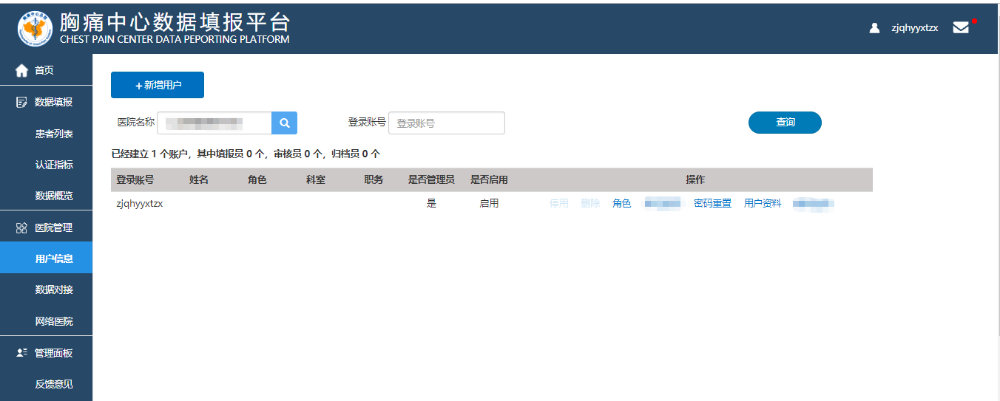 胸痛中心数据填报平台
CHEST PAIN CENTER DATA PEPORTING PLATFORM
zjqhyyxtzx
首页
数据填报
患者列表
认证指标
数据概览
医院管理
用户信息
数据对接
网络医院
管理面板
反馈意见
+新增用户
医院名称 登录账号 登录账号 查询
已经建立 1 个账户，其中填报员 0 个，审核员 0 个，归档员 0 个
登录账号 姓名 角色 科室 职务 是否管理员 是否启用 操作
zjqhyyxtzx 是 启用 停用 删除 角色 密码重置 用户资料